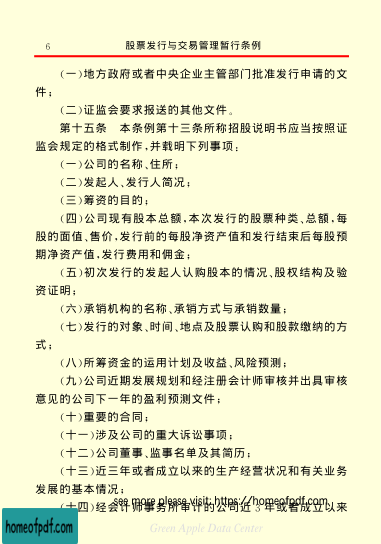 6 股票发行与交易管理暂行条例
(一)地方政府或者中央企业主管部门批准发行申请的文
件;
(二)证监会要求报送的其他文件。
第十五条 本条例第十三条所称招股说明书应当按照证
监会规定的格式制作,并载明下列事项:
(一)公司的名称、住所;
(二)发起人、发行人简况;
(三)筹资的目的;
(四)公司现有股本总额,本次发行的股票种类、总额,每
股的面值、售价,发行前的每股净资产值和发行结束后每股预
期净资产值,发行费用和佣金;
(五)初次发行的发起人认购股本的情况、股权结构及验
资证明;
(六)承销机构的名称、承销方式与承销数量;
(七)发行的对象、时间、地点及股票认购和股款缴纳的方
式;
(八)所筹资金的运用计划及收益、风险预测;
(九)公司近期发展规划和经注册会计师审核并出具审核
意见的公司下一年的盈利预测文件;
(十)重要的合同;
(十一)涉及公司的重大诉讼事项;
(十二)公司董事、监事名单及其简历;
(十三)近三年或者成立以来的生产经营状况和有关业务
发展的基本情况;
see more please visit: https://homeofpdf.com
(十四)经会计师事务所审计的公司近3年或者成立以来
homeofpdf.com
Green Apple Data Center